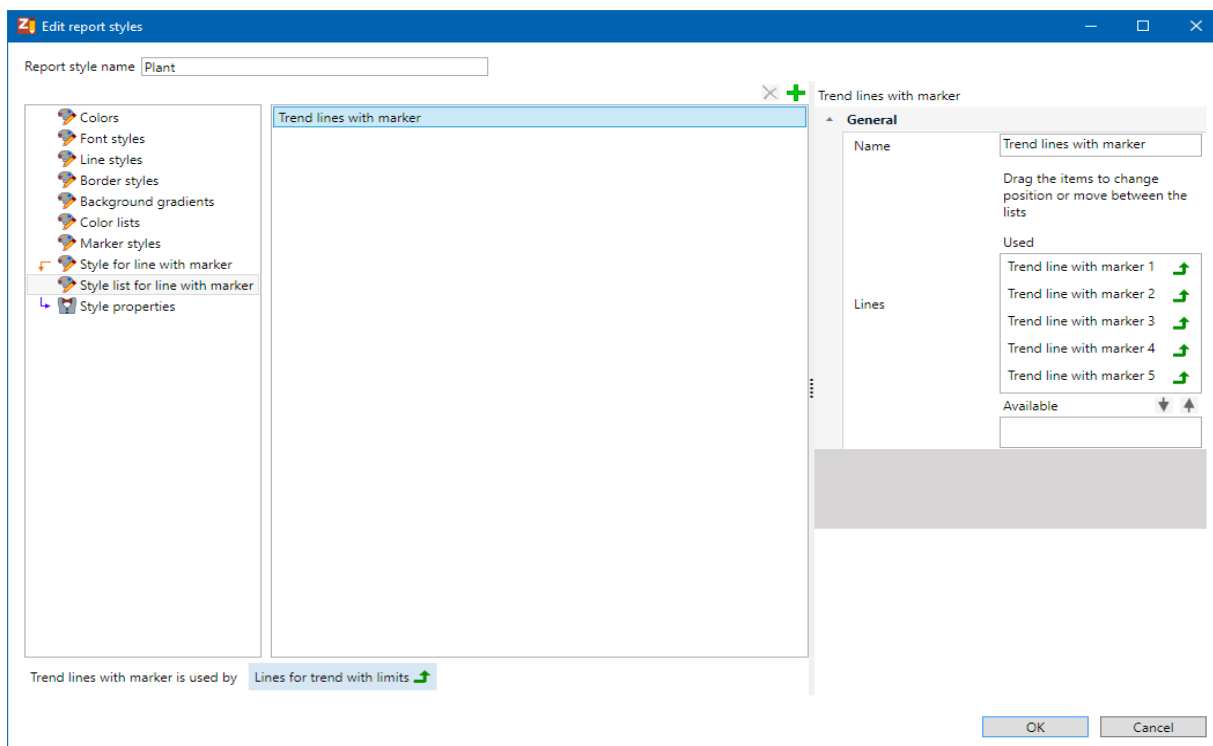 Edit report styles
Report style name Plant
Colors
Font styles
Line styles
Border styles
Background gradients
Color lists
Marker styles
Style for line with marker
Style list for line with marker
Style properties
Trend lines with marker
Trend lines with marker
General
Name Trend lines with marker
Drag the items to change
position or move between the
lists
Used
Lines
Trend line with marker 1
Trend line with marker 2
Trend line with marker 3
Trend line with marker 4
Trend line with marker 5
Available
Trend lines with marker is used by Lines for trend with limits
OK Cancel